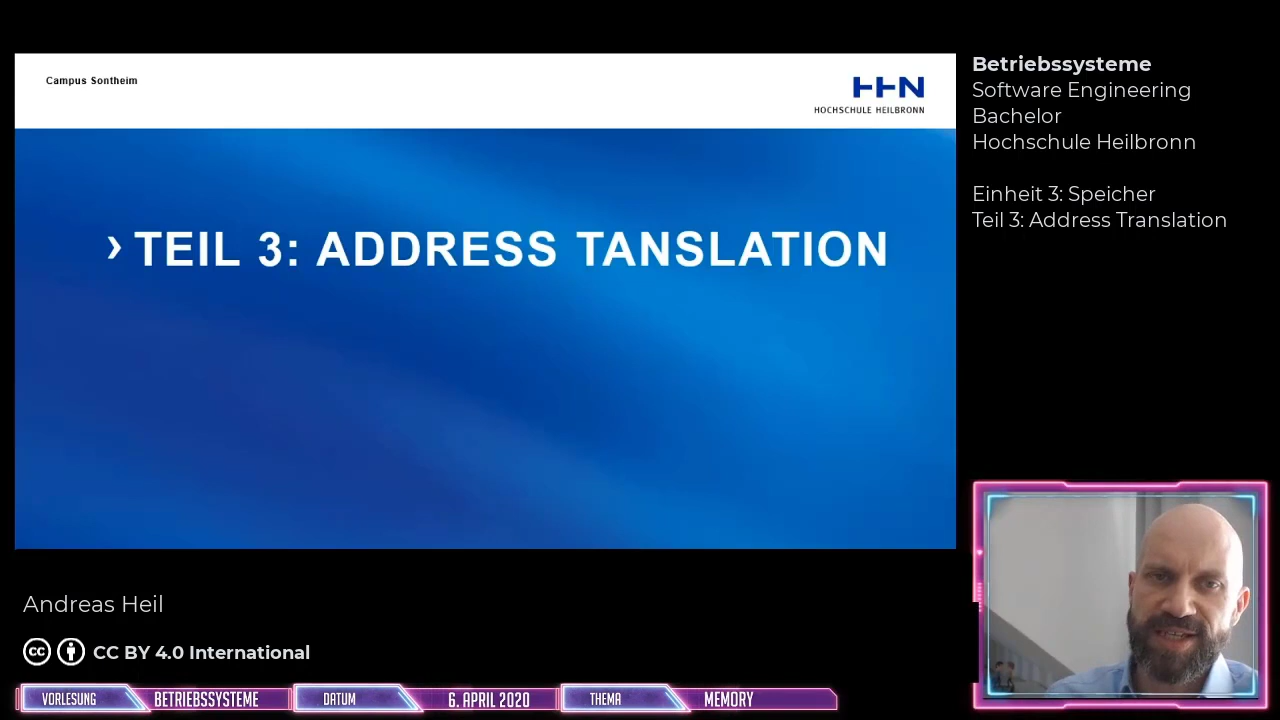 Campus Sontheim
HHN
HOCHSCHULE HEILBRONN
› TEIL 3: ADDRESS TANSLATION
Betriebssysteme
Software Engineering
Bachelor
Hochschule Heilbronn
Einheit 3: Speicher
Teil 3: Address Translation
Andreas Heil
cc CC BY 4.0 International
VORLESUNG BETRIEBSSYSTEME DATUM 6. APRIL 2020 THEMA MEMORY